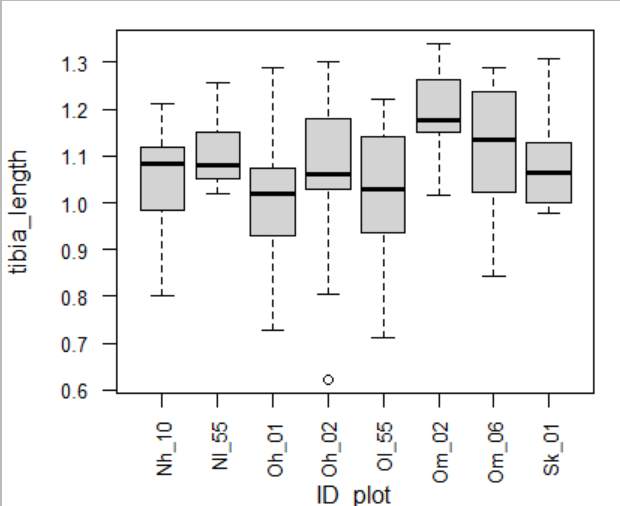 tibia_length
1.3
1.2
1.1
1.0
0.9
0.8
0.7
0.6
Nh_10
Nl_55
Oh_01
Oh_02
Ol_55
Om_02
Om_06
Sk_01
ID_plot